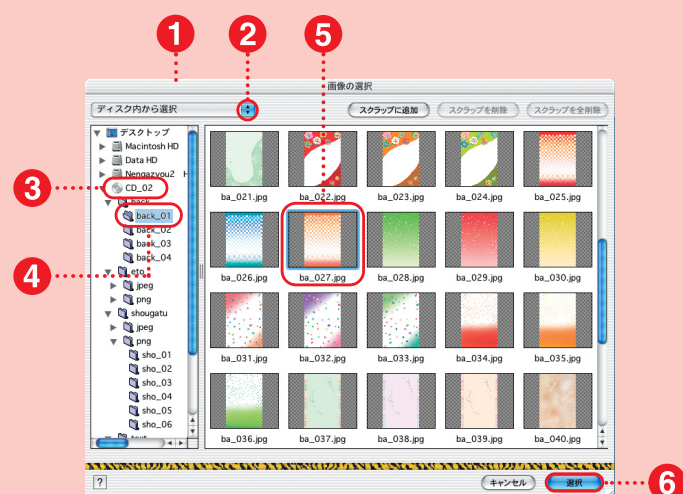 1
2
5
画像の選択
ディスク内から選択
スクラップに追加
スクラップを削除
スクラップを全削除
デスクトップ
Macintosh HD
Data HD
Nengazyou2 H
3
CD_02
back
back_01
back_02
back_03
back_04
4
eto
jpeg
png
shougatu
jpeg
png
sho_01
sho_02
sho_03
sho_04
sho_05
sho_06
text
ba_021.jpg
ba_022.jpg
ba_023.jpg
ba_024.jpg
ba_025.jpg
ba_026.jpg
ba_027.jpg
ba_028.jpg
ba_029.jpg
ba_030.jpg
ba_031.jpg
ba_032.jpg
ba_033.jpg
ba_034.jpg
ba_035.jpg
ba_036.jpg
ba_037.jpg
ba_038.jpg
ba_039.jpg
ba_040.jpg
?
キャンセル
選択
6